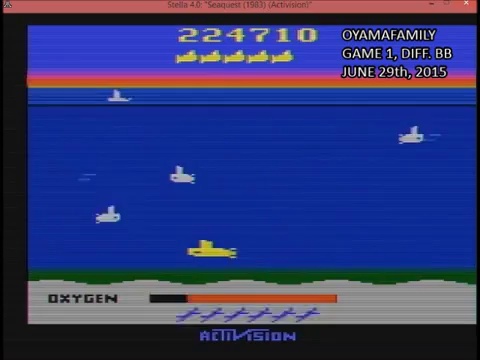 Stella 4.0: "Seaquest (1983) (Activision)"
224710
OYAMAFAMILY
GAME 1, DIFF. BB
JUNE 29th, 2015
OXYGEN
ACTIVISION